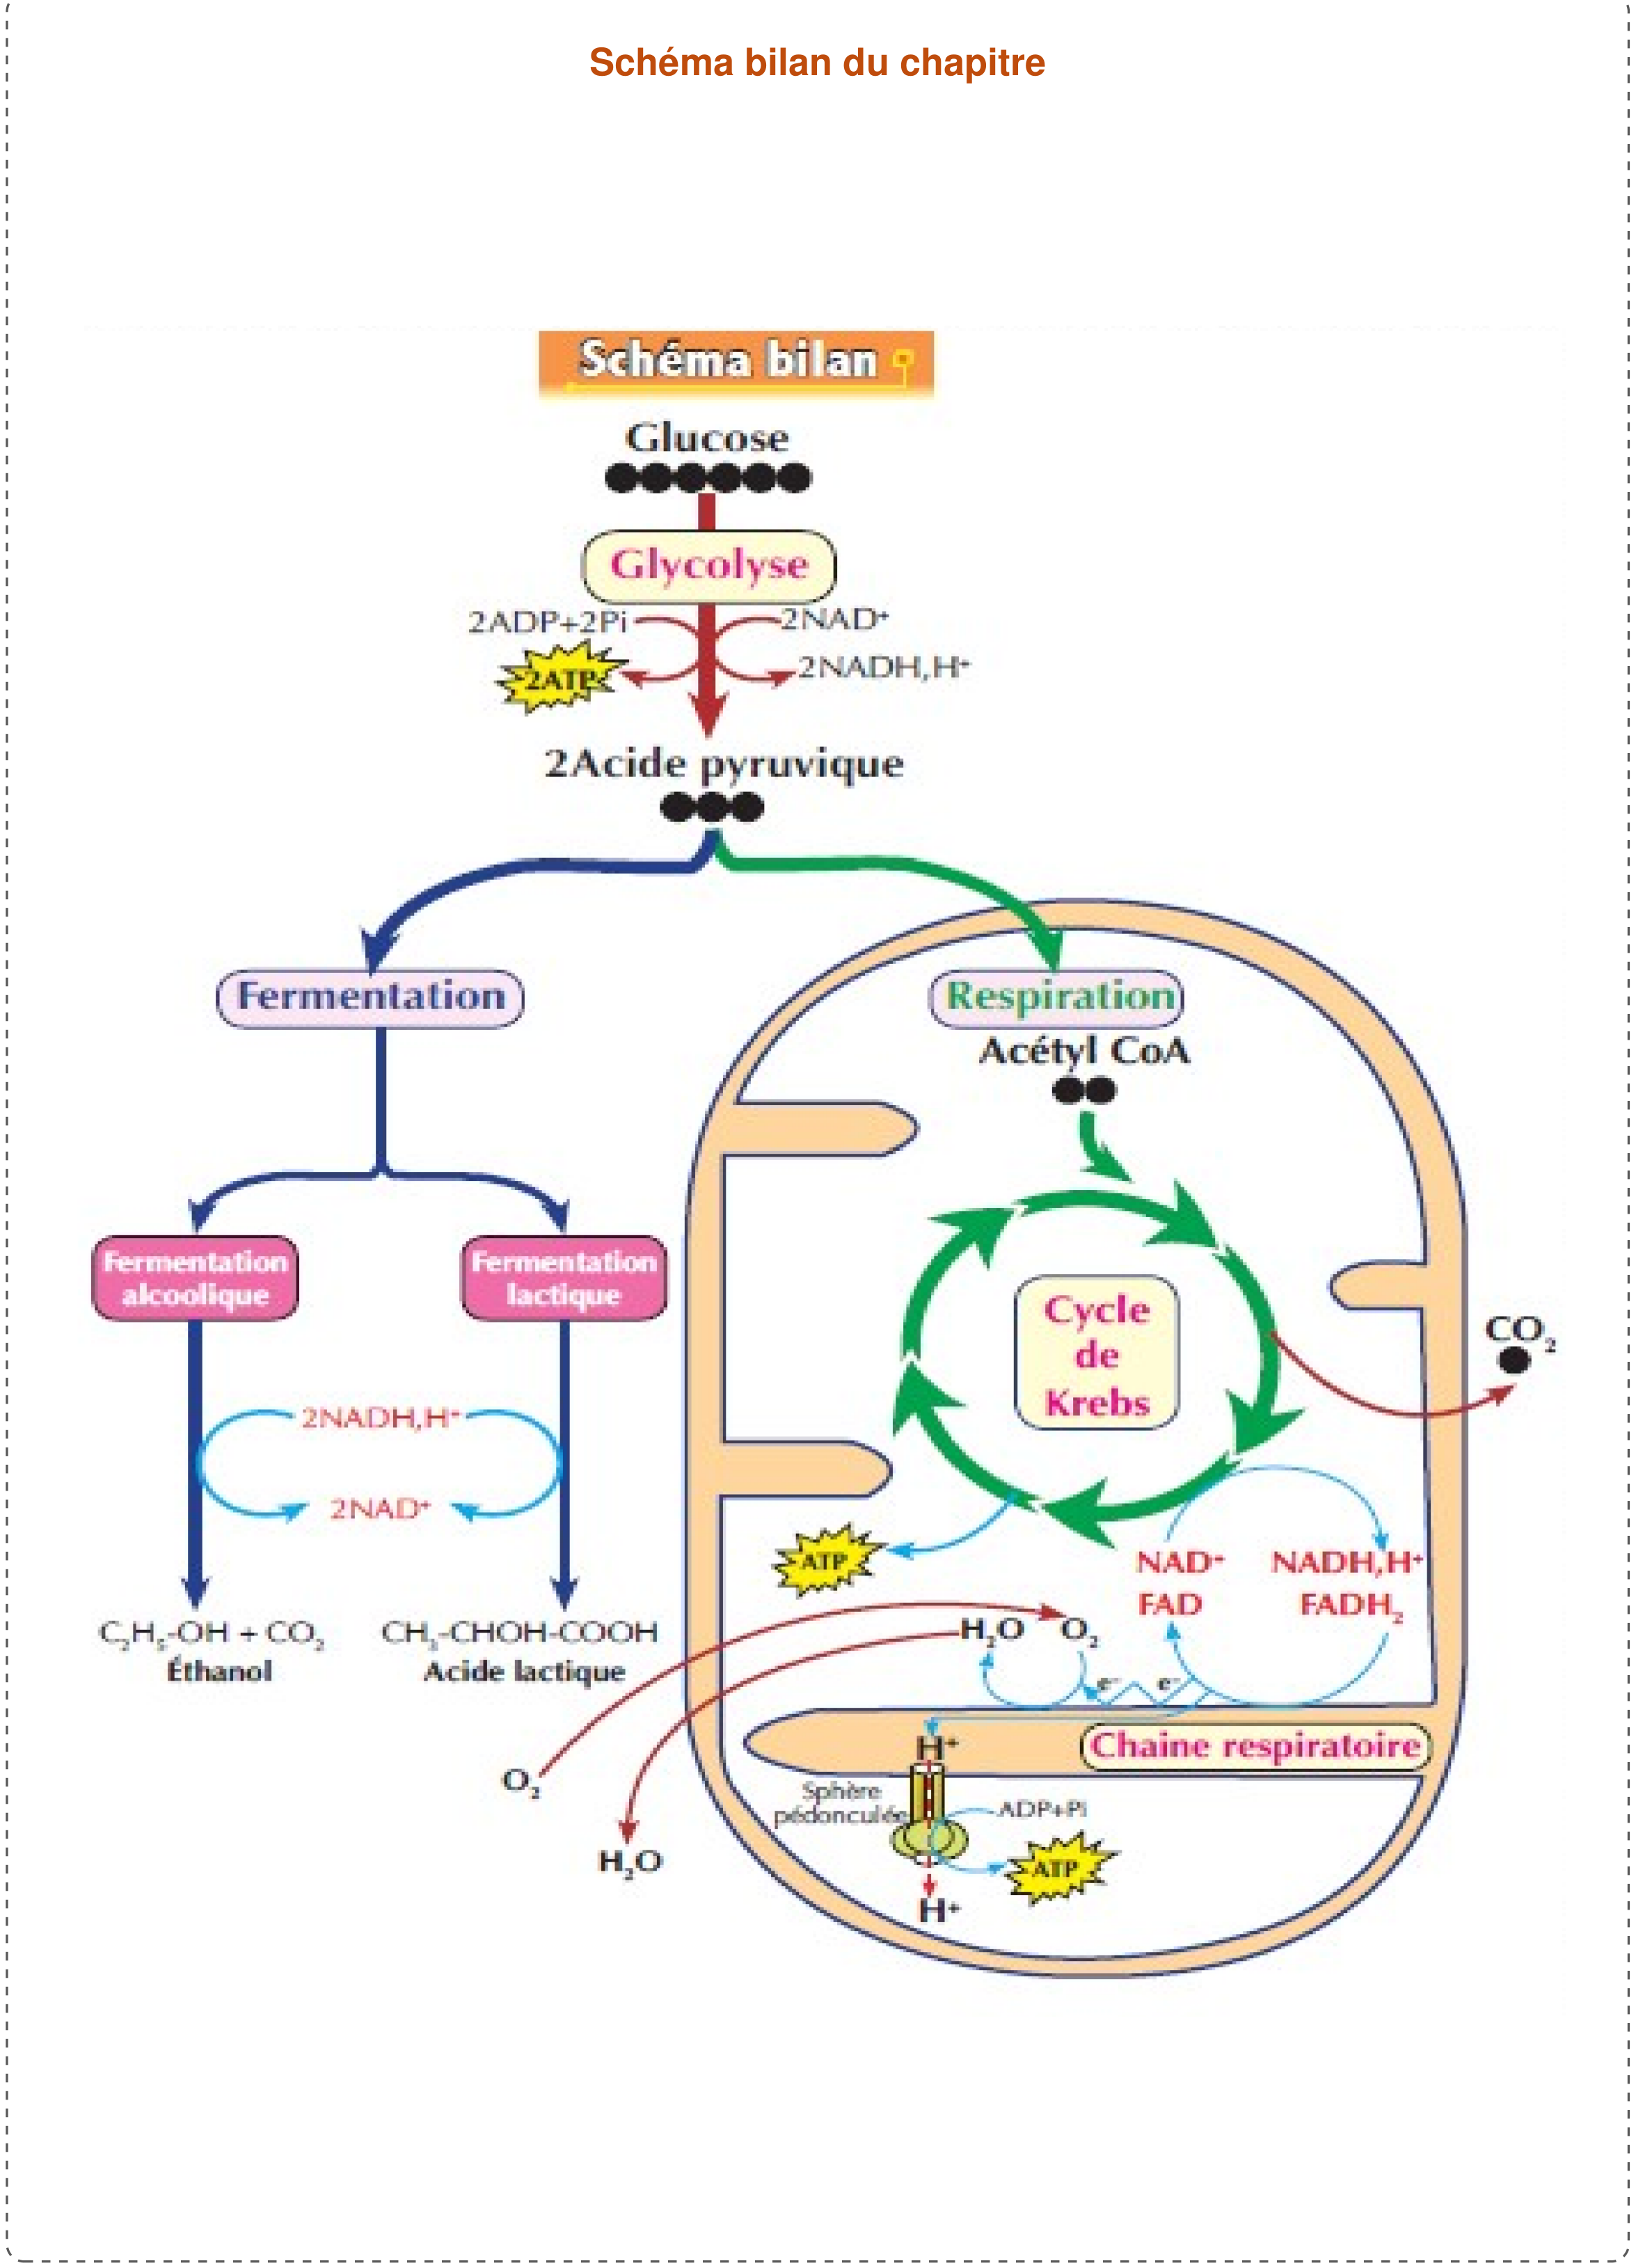 Schéma bilan du chapitre
Schéma bilan
Glucose
Glycolyse
2ADP+2Pi
2NAD⁺
2ATP
2NADH,H⁺
2Acide pyruvique
Fermentation
Respiration
Acétyl CoA
Fermentation
alcoolique
Fermentation
lactique
Cycle
de
Krebs
CO₂
2NADH,H⁺
2NAD⁺
ATP
NAD⁺
NADH,H⁺
FAD
FADH₂
C₂H₅-OH + CO₂
Éthanol
CH₃-CHOH-COOH
Acide lactique
H₂O
O₂
e⁻
e⁻
H⁺
Chaine respiratoire
O₂
Sphère
pédonculée
ADP+Pi
H₂O
ATP
H⁺